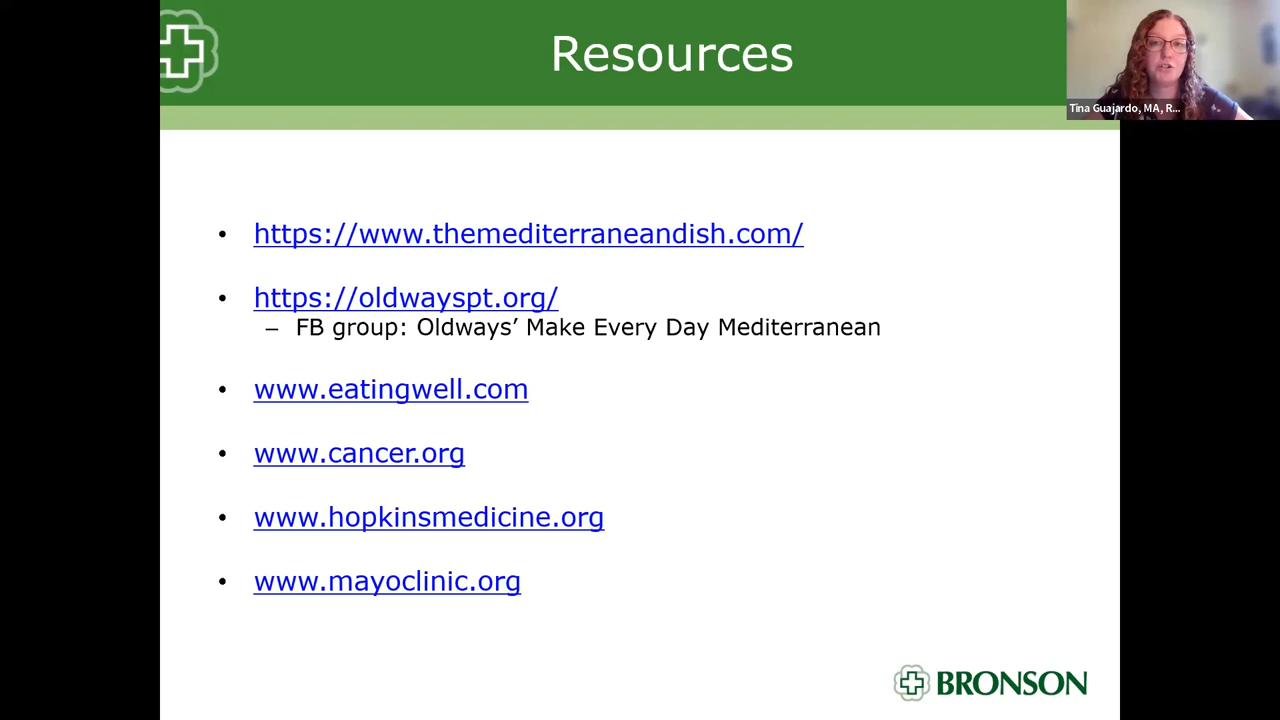 Resources
Tina Guajardo, MA, R...
https://www.themediterraneandish.com/
https://oldwayspt.org/
– FB group: Oldways’ Make Every Day Mediterranean
www.eatingwell.com
www.cancer.org
www.hopkinsmedicine.org
www.mayoclinic.org
BRONSON